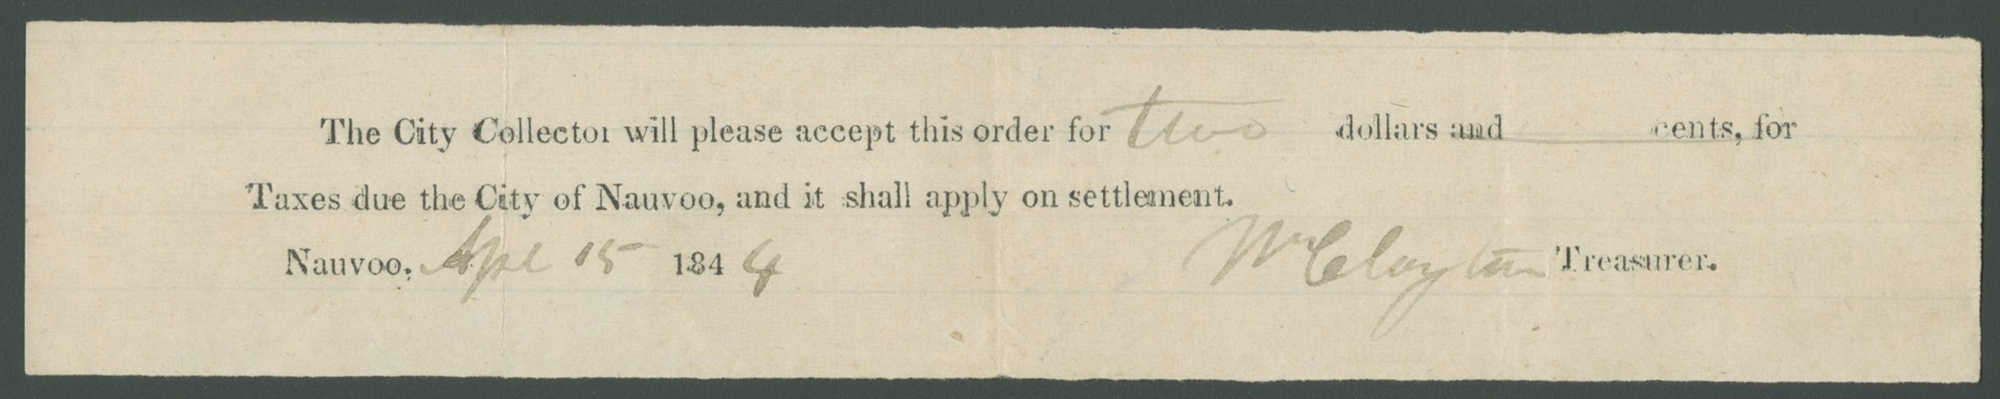 The City Collector will please accept this order for two dollars and cents, for
Taxes due the City of Nauvoo, and it shall apply on settlement.
Nauvoo, Apl 15 1844 Wm Clayton Treasurer.